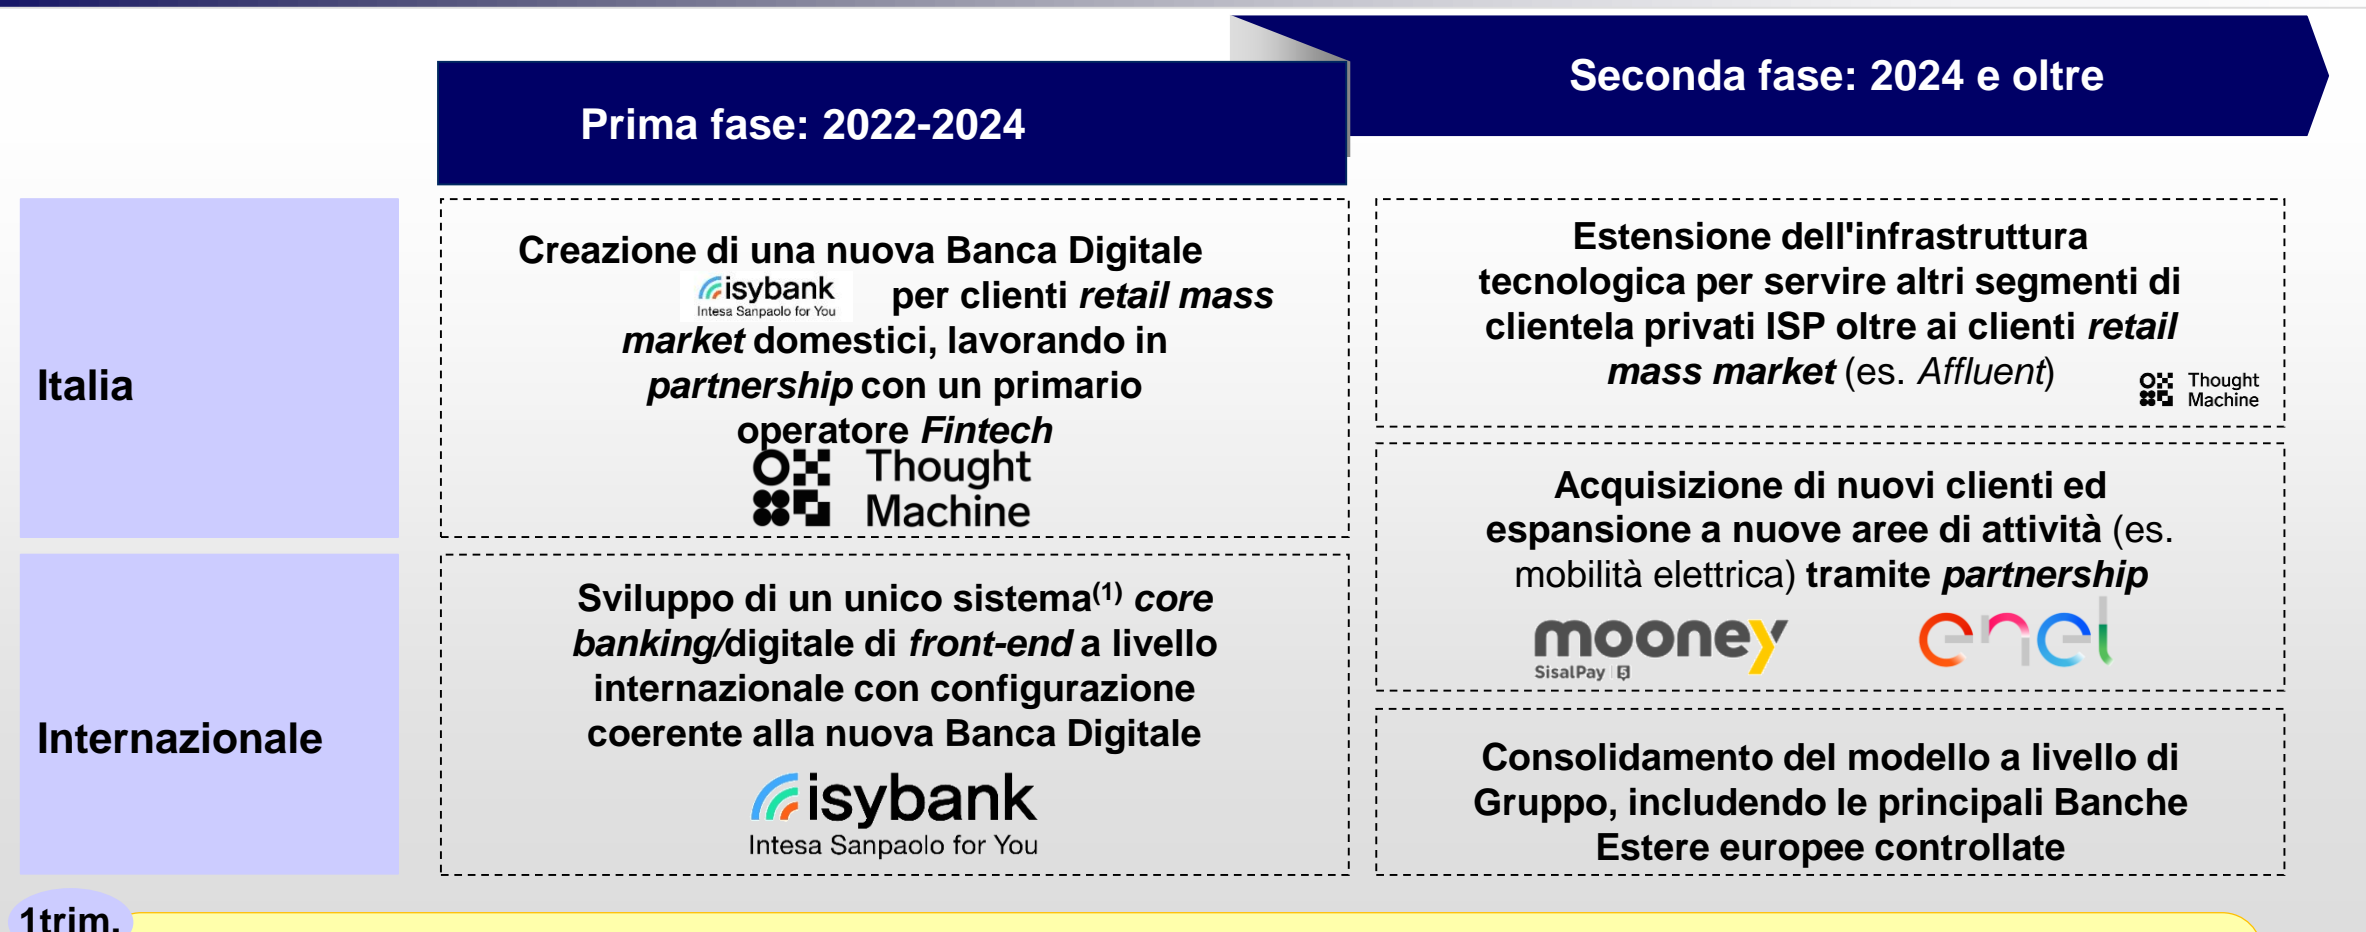 Prima fase: 2022-2024
Seconda fase: 2024 e oltre
Italia
Creazione di una nuova Banca Digitale
isybank
Intesa Sanpaolo for You
per clienti retail mass
market domestici, lavorando in
partnership con un primario
operatore Fintech
Thought
Machine
Estensione dell'infrastruttura
tecnologica per servire altri segmenti di
clientela privati ISP oltre ai clienti retail
mass market (es. Affluent)
Thought
Machine
Acquisizione di nuovi clienti ed
espansione a nuove aree di attività (es.
mobilità elettrica) tramite partnership
mooney
SisalPay
enel
Internazionale
Sviluppo di un unico sistema(1) core
banking/digitale di front-end a livello
internazionale con configurazione
coerente alla nuova Banca Digitale
isybank
Intesa Sanpaolo for You
Consolidamento del modello a livello di
Gruppo, includendo le principali Banche
Estere europee controllate
1trim.